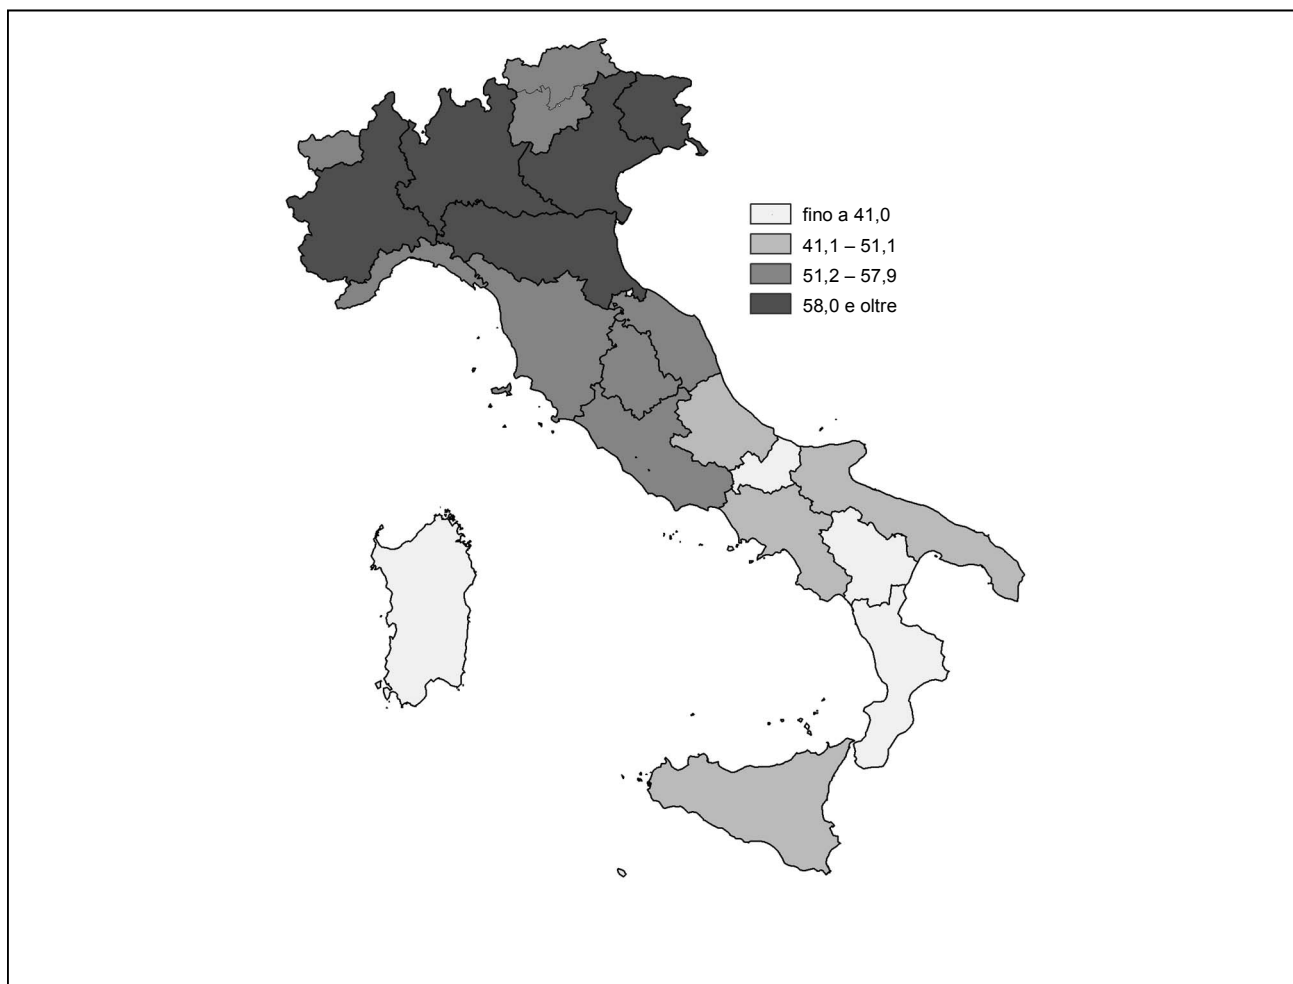 fino a 41,0
41,1 – 51,1
51,2 – 57,9
58,0 e oltre